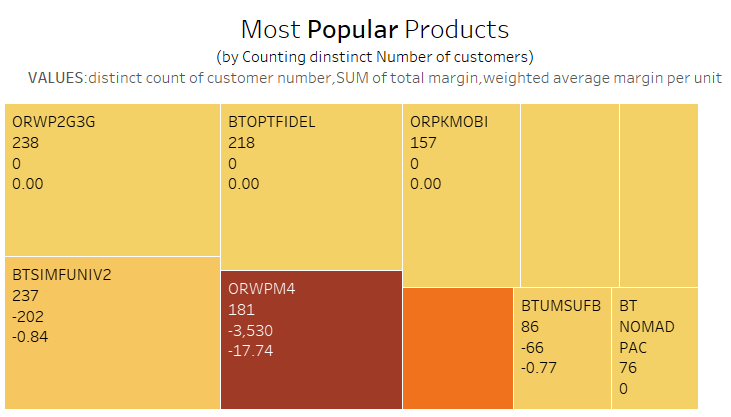 Most Popular Products
(by Counting dinstinct Number of customers)
VALUES:distinct count of customer number,SUM of total margin,weighted average margin per unit
ORWP2G3G
238
0
0.00
BTSIMFUNIV2
237
-202
-0.84
BTOPTFIDEL
218
0
0.00
ORWPM4
181
-3,530
-17.74
ORPKMOBI
157
0
0.00
BTUMSUFB
86
-66
-0.77
BT
NOMAD
PAC
76
0